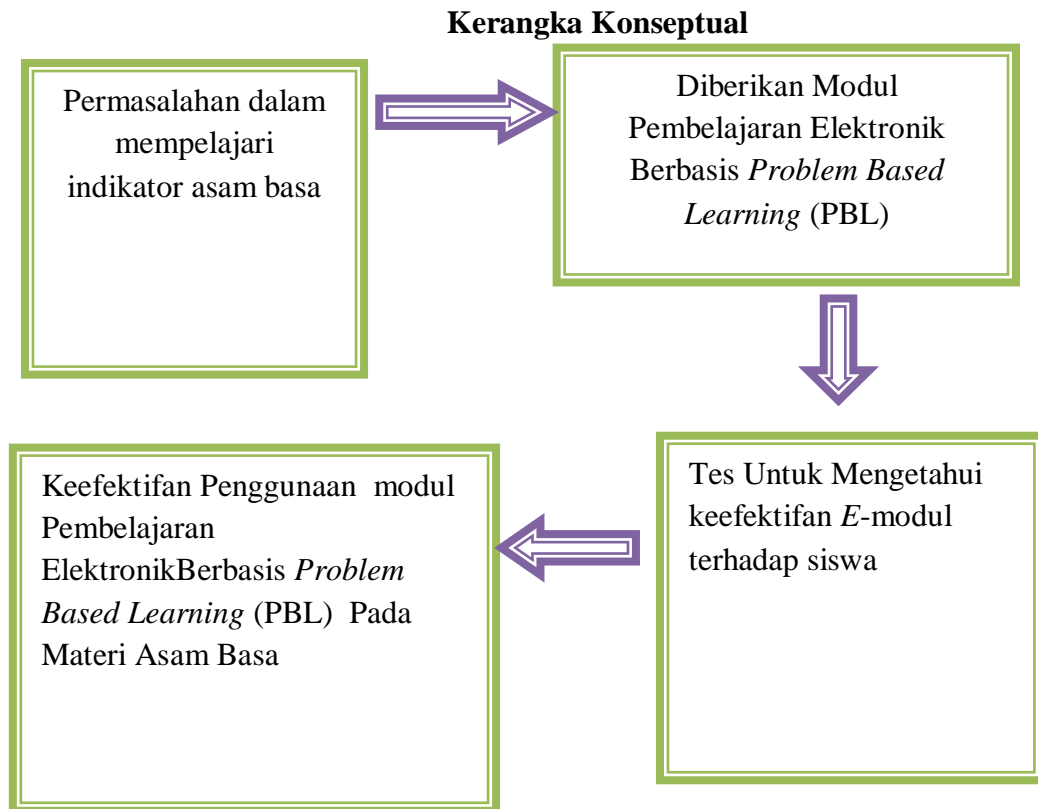 Kerangka Konseptual
Permasalahan dalam
mempelajari
indikator asam basa
Diberikan Modul
Pembelajaran Elektronik
Berbasis Problem Based
Learning (PBL)
Tes Untuk Mengetahui
keefektifan E-modul
terhadap siswa
Keefektifan Penggunaan modul
Pembelajaran
ElektronikBerbasis Problem
Based Learning (PBL) Pada
Materi Asam Basa